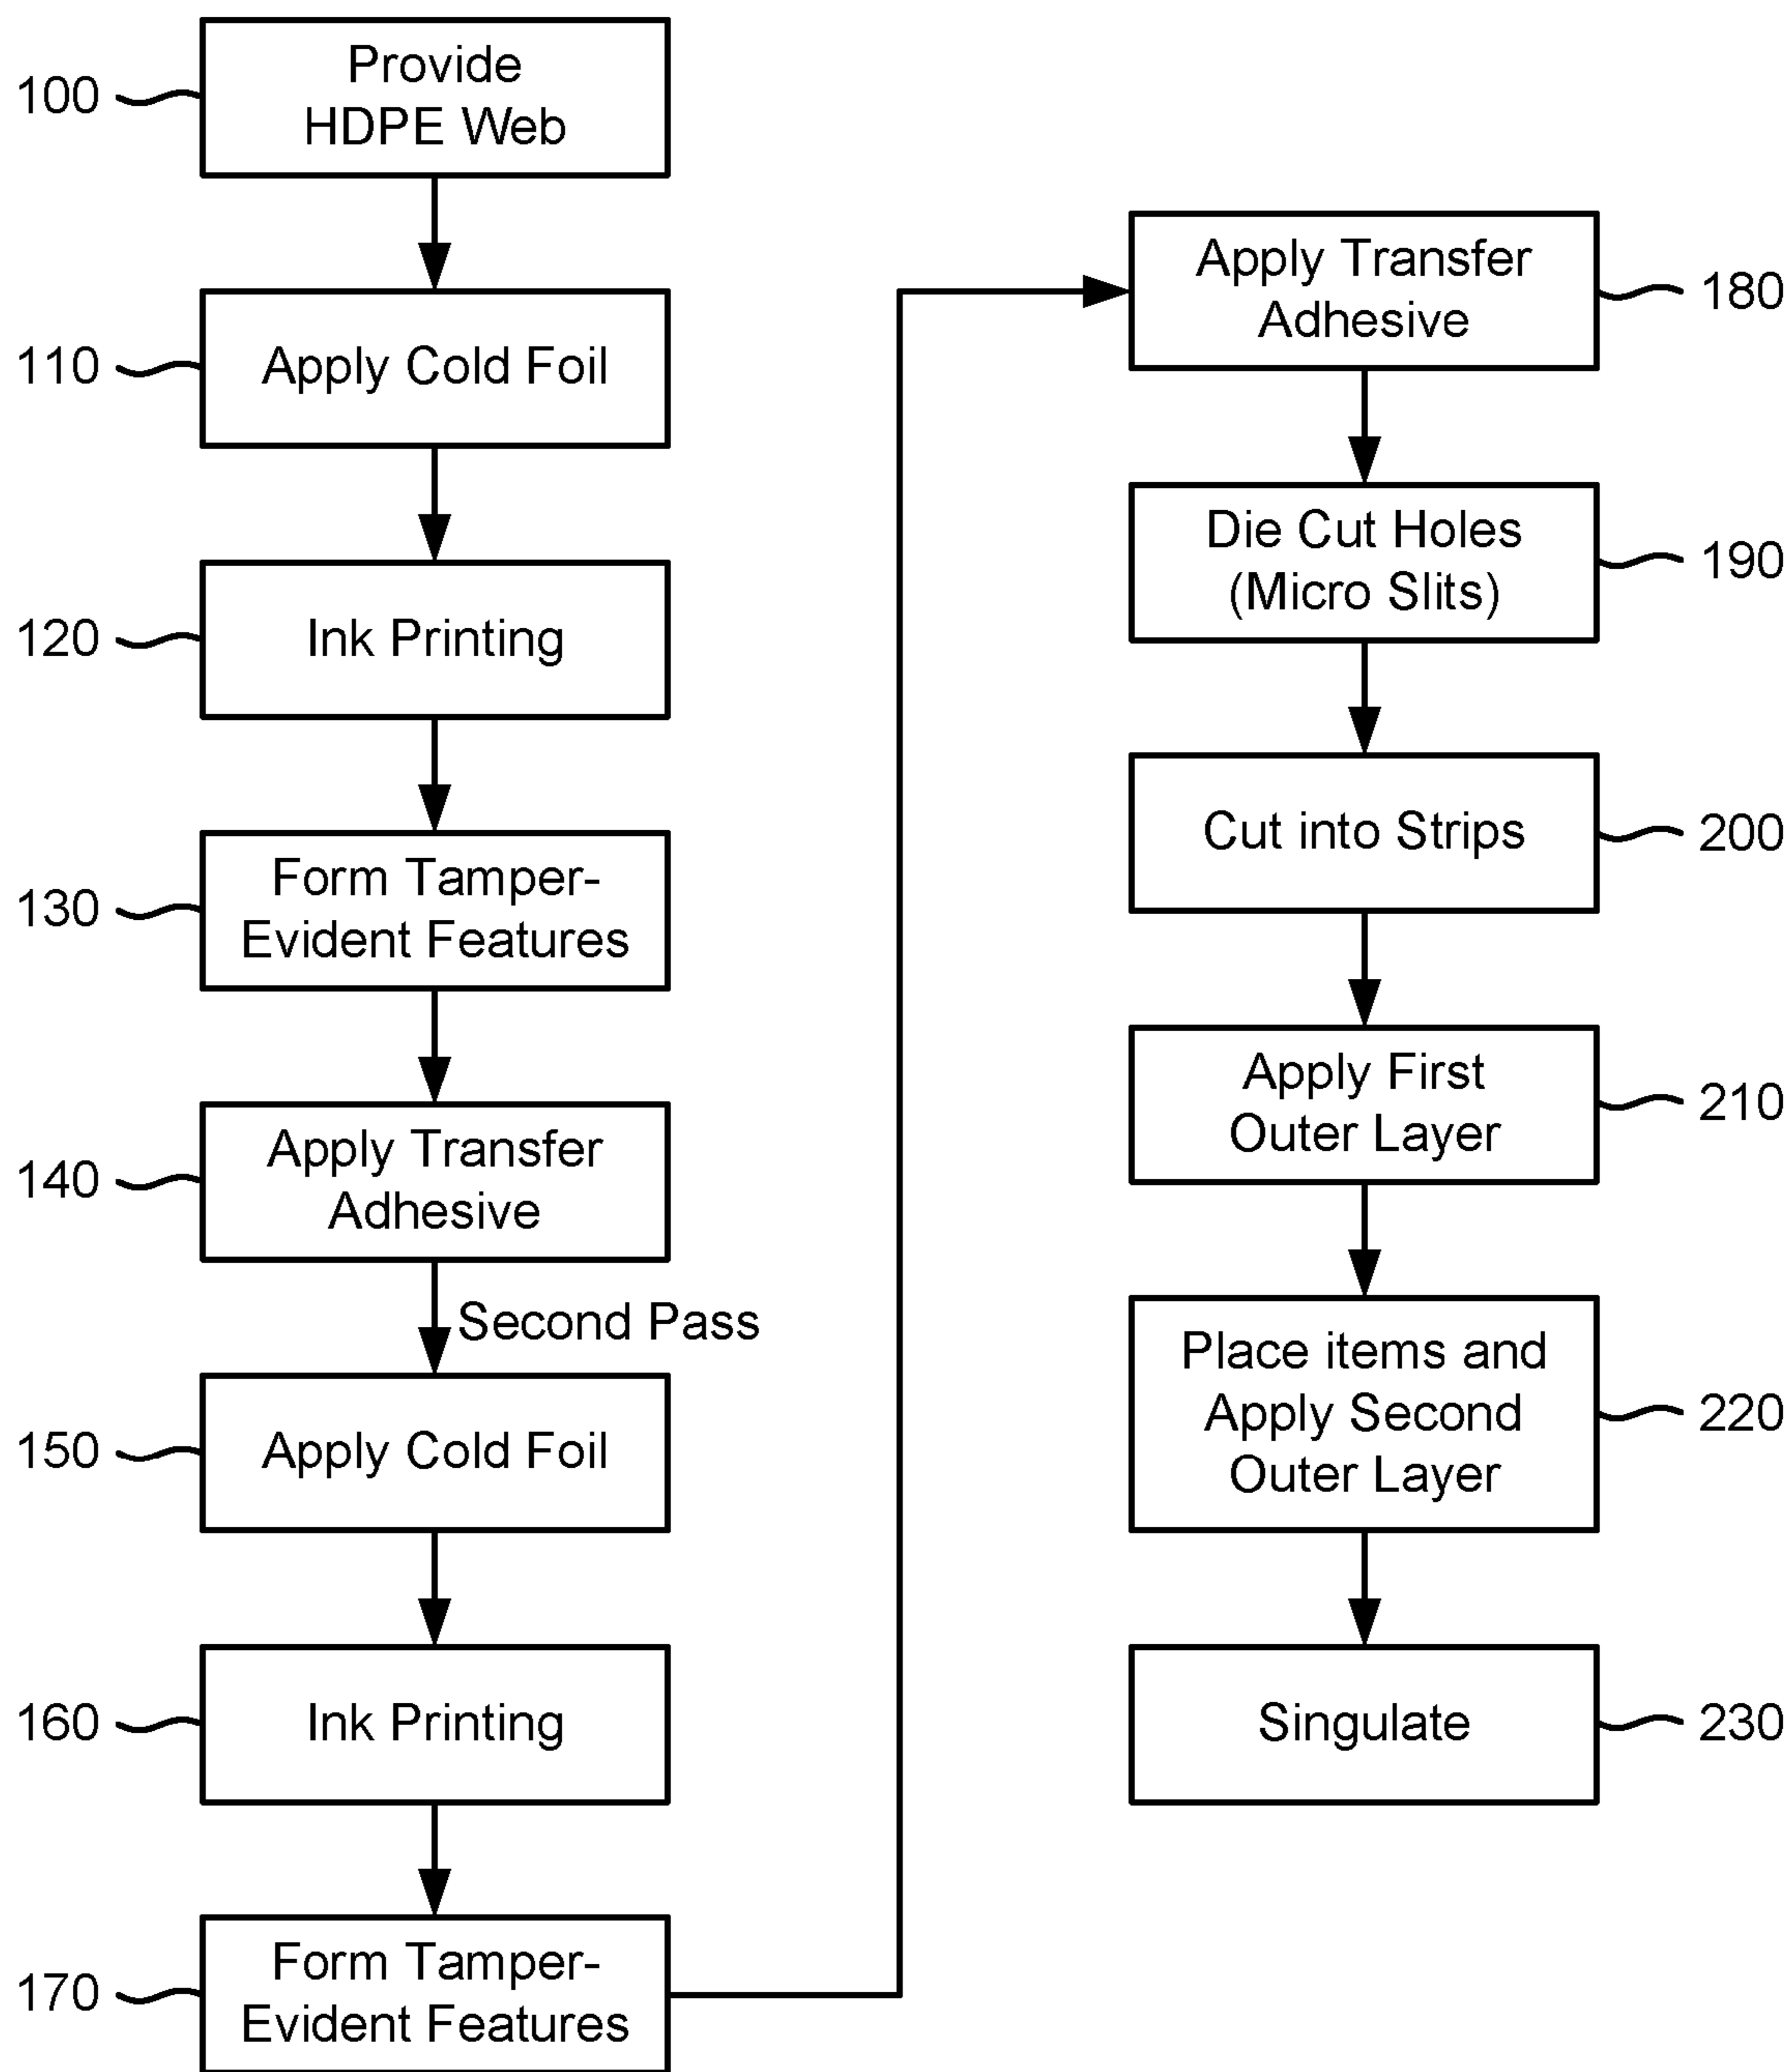 100
Provide
HDPE Web
110
Apply Cold Foil
120
Ink Printing
130
Form Tamper-
Evident Features
140
Apply Transfer
Adhesive
Second Pass
150
Apply Cold Foil
160
Ink Printing
170
Form Tamper-
Evident Features
Apply Transfer
Adhesive
180
Die Cut Holes
(Micro Slits)
190
Cut into Strips
200
Apply First
Outer Layer
210
Place items and
Apply Second
Outer Layer
220
Singulate
230